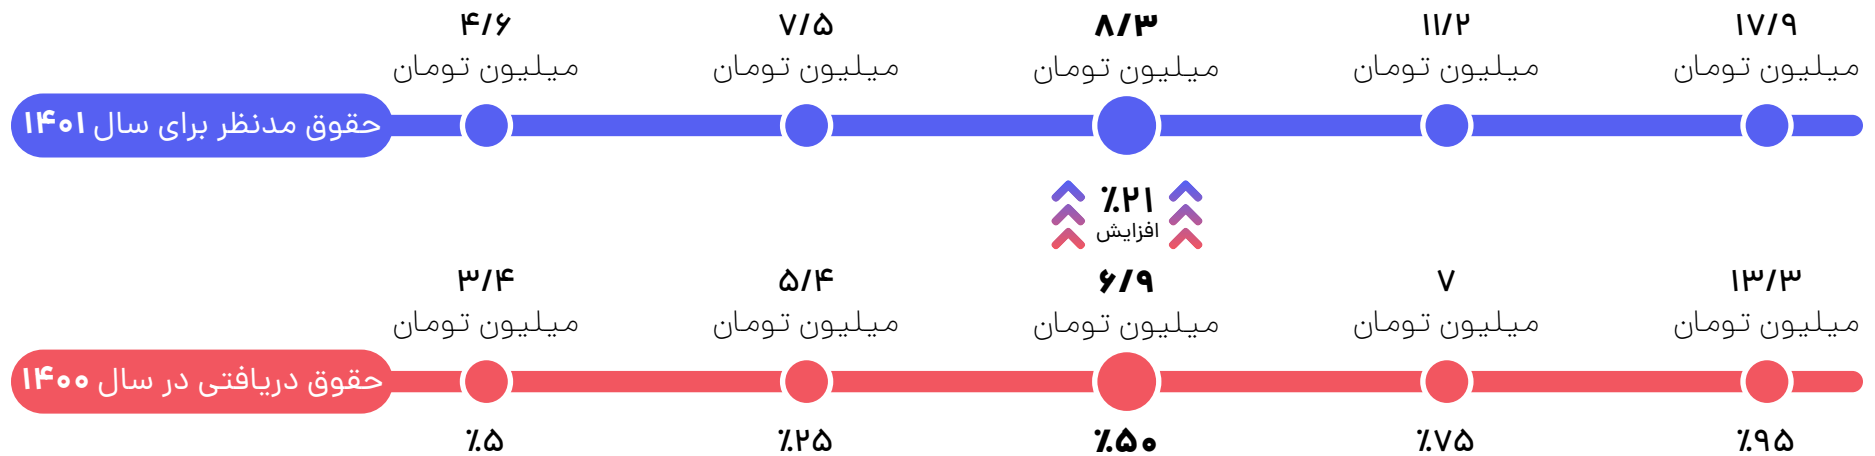 ۴/۶
میلیون تومان
۷/۵
میلیون تومان
۸/۳
میلیون تومان
۱۱/۲
میلیون تومان
۱۷/۹
میلیون تومان
حقوق مدنظر برای سال ۱۴۰۱
٪۲۱
افزایش
۳/۴
میلیون تومان
۵/۴
میلیون تومان
۶/۹
میلیون تومان
۷
میلیون تومان
۱۳/۳
میلیون تومان
حقوق دریافتی در سال ۱۴۰۰
٪۵
٪۲۵
٪۵۰
٪۷۵
٪۹۵